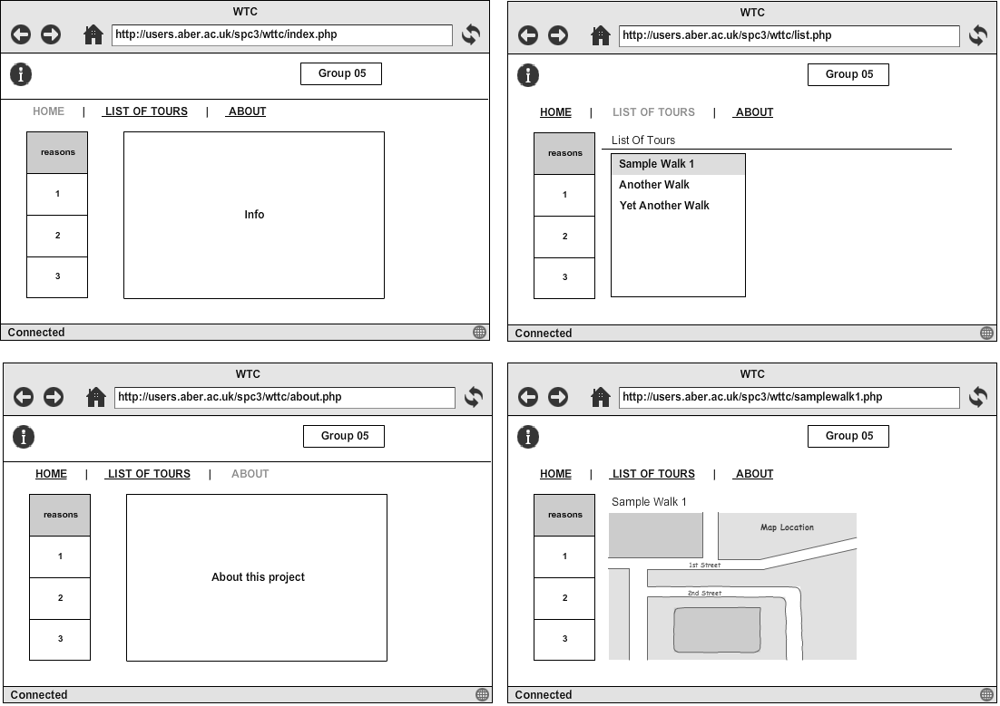 WTC
http://users.aber.ac.uk/spc3/wttc/index.php
i
Group 05
HOME | LIST OF TOURS | ABOUT
reasons
1
2
3
Info
Connected
WTC
http://users.aber.ac.uk/spc3/wttc/list.php
i
Group 05
HOME | LIST OF TOURS | ABOUT
reasons
1
2
3
List Of Tours
Sample Walk 1
Another Walk
Yet Another Walk
Connected
WTC
http://users.aber.ac.uk/spc3/wttc/about.php
i
Group 05
HOME | LIST OF TOURS | ABOUT
reasons
1
2
3
About this project
Connected
WTC
http://users.aber.ac.uk/spc3/wttc/samplewalk1.php
i
Group 05
HOME | LIST OF TOURS | ABOUT
reasons
1
2
3
Sample Walk 1
Map Location
1st Street
2nd Street
Connected